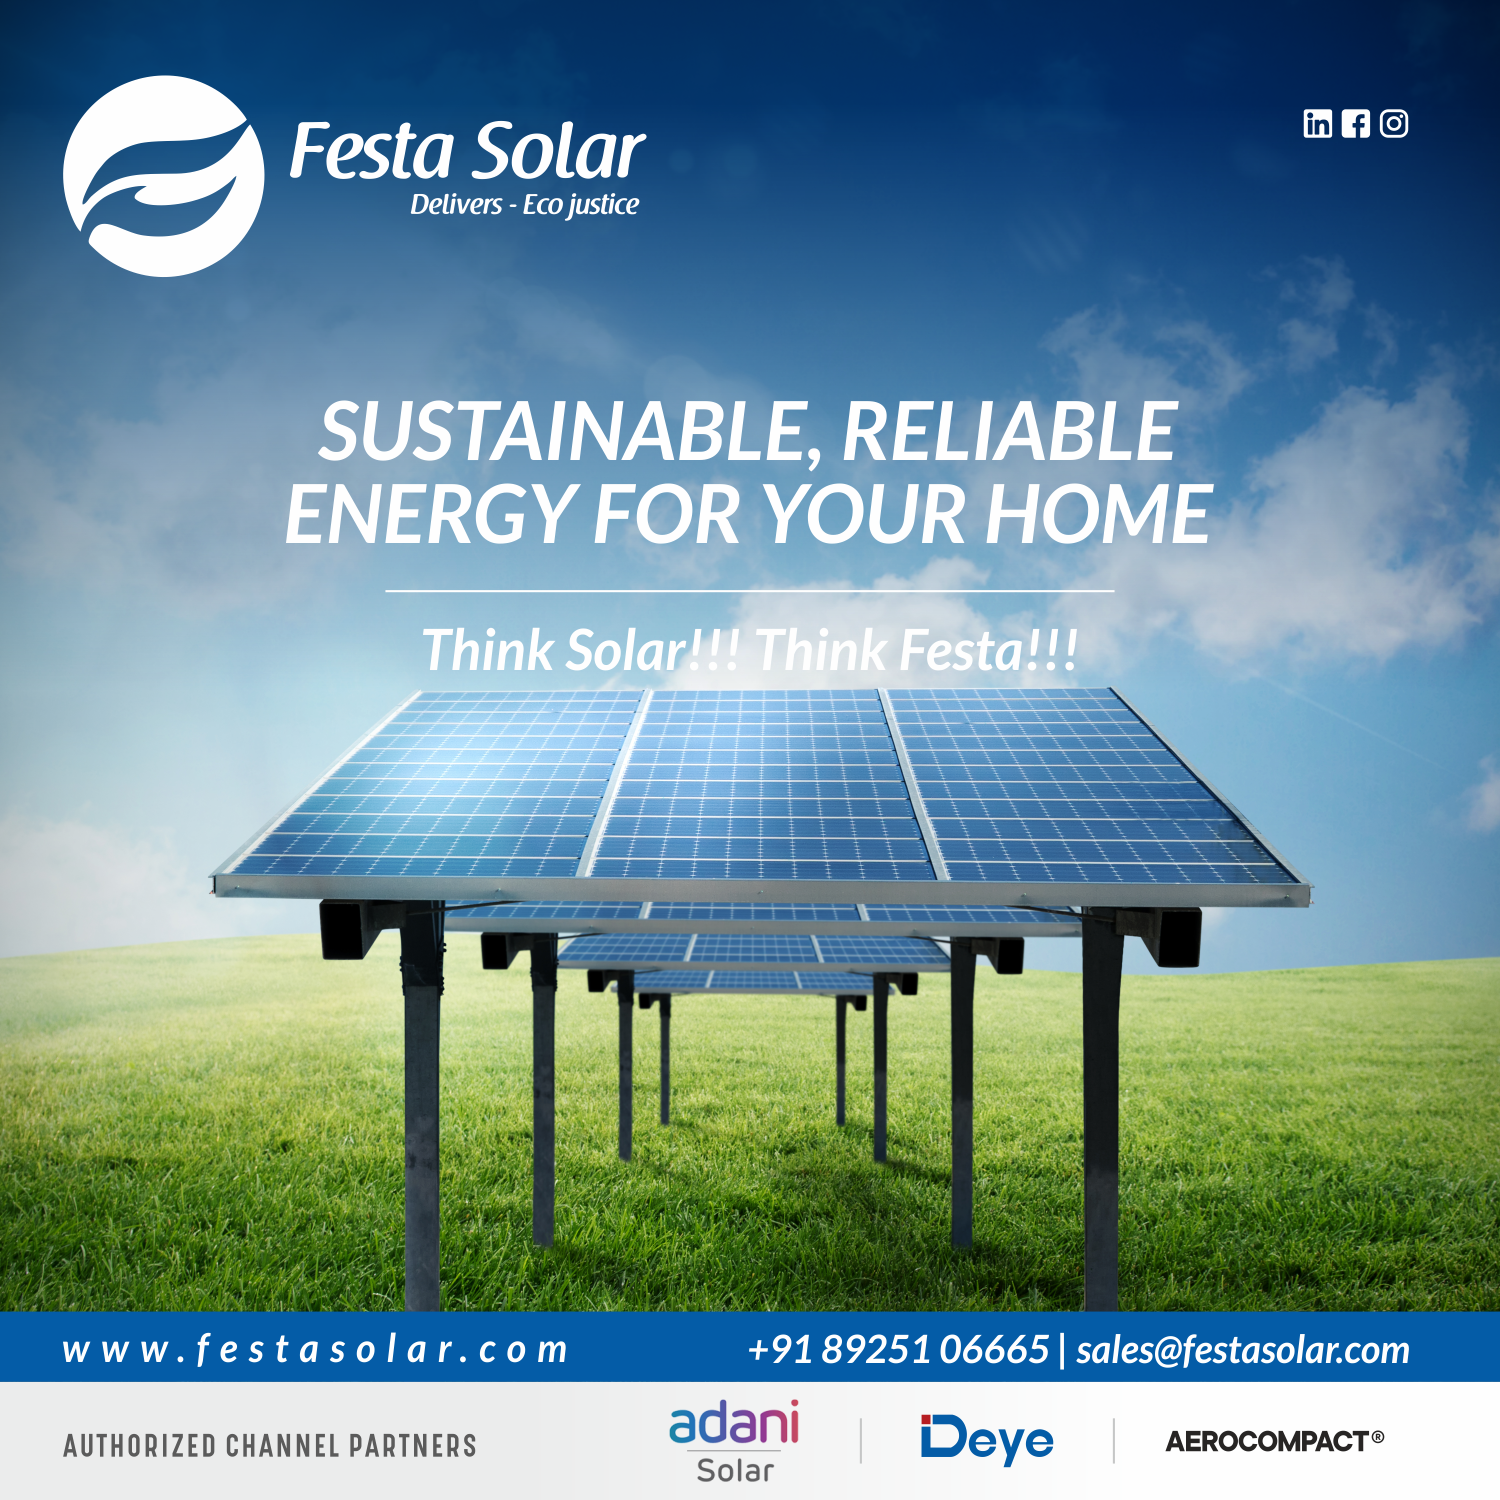 Festa Solar
Delivers - Eco justice
SUSTAINABLE, RELIABLE
ENERGY FOR YOUR HOME
Think Solar!!! Think Festa!!!
www.festasolar.com
+91 89251 06665 | sales@festasolar.com
AUTHORIZED CHANNEL PARTNERS
adani
Solar
Deye
AEROCOMPACT®